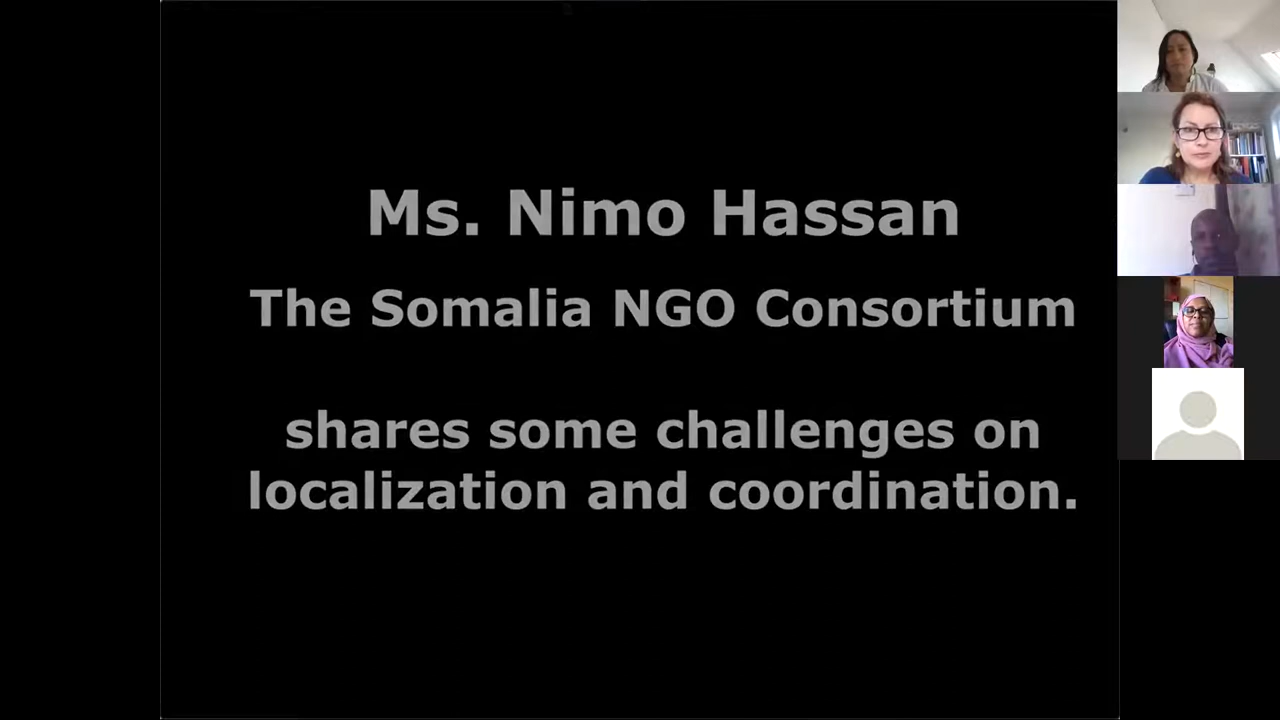 Ms. Nimo Hassan
The Somalia NGO Consortium
shares some challenges on
localization and coordination.